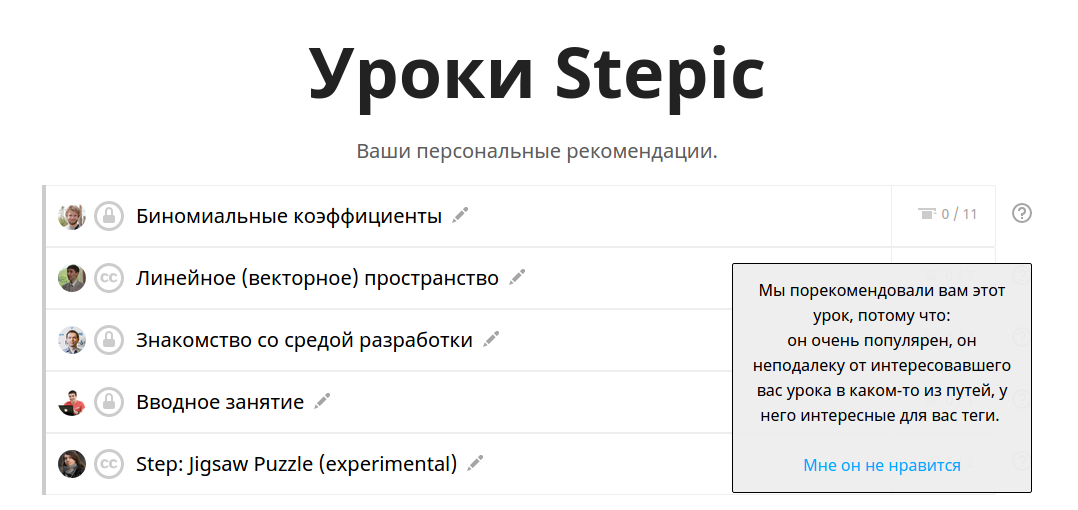 Уроки Stepic
Ваши персональные рекомендации.
Биномиальные коэффициенты
0 / 11
Линейное (векторное) пространство
Знакомство со средой разработки
Вводное занятие
Step: Jigsaw Puzzle (experimental)
Мы порекомендовали вам этот
урок, потому что:
он очень популярен, он
неподалеку от интересовавшего
вас урока в каком-то из путей, у
него интересные для вас теги.
Мне он не нравится